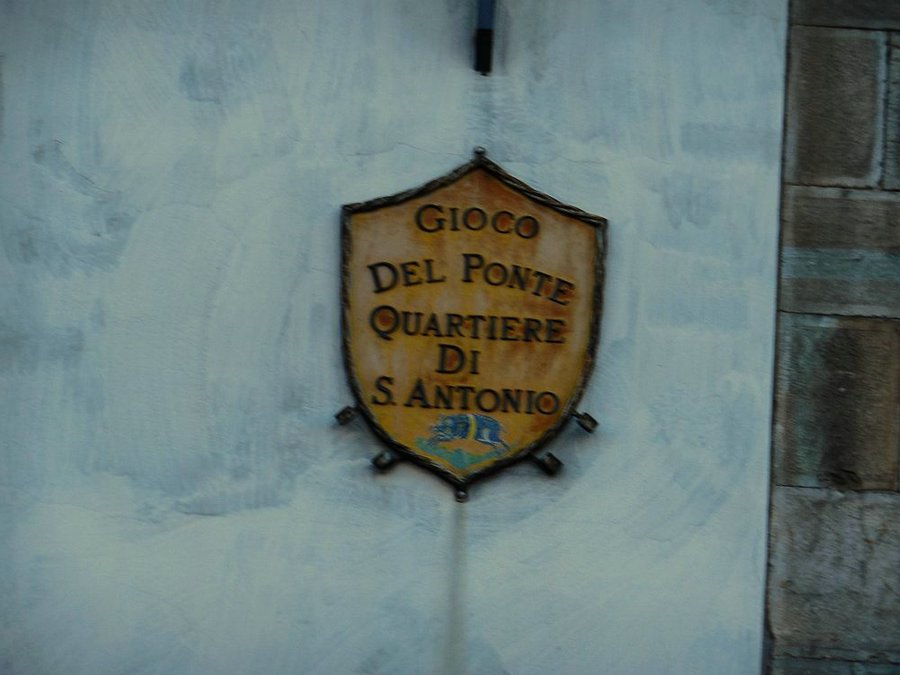 GIOCO
DEL PONTE
QUARTIERE
DI
S. ANTONIO